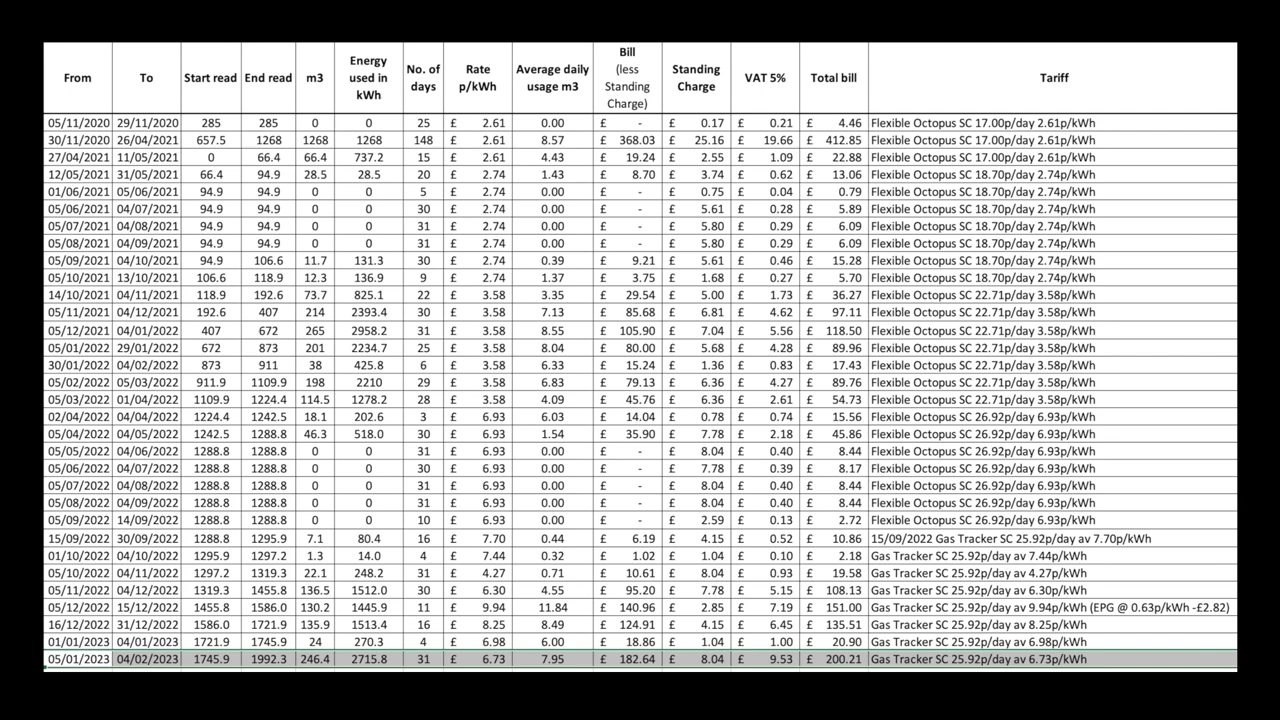 From To Start read End read m3 Energy used in kWh No. of days Rate p/kWh Average daily usage m3 Bill (less Standing Charge) Standing Charge VAT 5% Total bill Tariff
05/11/2020 29/11/2020 285 285 0 0 25 £ 2.61 0.00 £ - £ 0.17 £ 0.21 £ 4.46 Flexible Octopus SC 17.00p/day 2.61p/kWh
30/11/2020 26/04/2021 657.5 1268 1268 1268 148 £ 2.61 8.57 £ 368.03 £ 25.16 £ 19.66 £ 412.85 Flexible Octopus SC 17.00p/day 2.61p/kWh
27/04/2021 11/05/2021 0 66.4 66.4 737.2 15 £ 2.61 4.43 £ 19.24 £ 2.55 £ 1.09 £ 22.88 Flexible Octopus SC 17.00p/day 2.61p/kWh
12/05/2021 31/05/2021 66.4 94.9 28.5 28.5 20 £ 2.74 1.43 £ 8.70 £ 3.74 £ 0.62 £ 13.06 Flexible Octopus SC 18.70p/day 2.74p/kWh
01/06/2021 05/06/2021 94.9 94.9 0 0 5 £ 2.74 0.00 £ - £ 0.75 £ 0.04 £ 0.79 Flexible Octopus SC 18.70p/day 2.74p/kWh
05/06/2021 04/07/2021 94.9 94.9 0 0 30 £ 2.74 0.00 £ - £ 5.61 £ 0.28 £ 5.89 Flexible Octopus SC 18.70p/day 2.74p/kWh
05/07/2021 04/08/2021 94.9 94.9 0 0 31 £ 2.74 0.00 £ - £ 5.80 £ 0.29 £ 6.09 Flexible Octopus SC 18.70p/day 2.74p/kWh
05/08/2021 04/09/2021 94.9 94.9 0 0 31 £ 2.74 0.00 £ - £ 5.80 £ 0.29 £ 6.09 Flexible Octopus SC 18.70p/day 2.74p/kWh
05/09/2021 04/10/2021 94.9 106.6 11.7 131.3 30 £ 2.74 0.39 £ 9.21 £ 5.61 £ 0.46 £ 15.28 Flexible Octopus SC 18.70p/day 2.74p/kWh
05/10/2021 13/10/2021 106.6 118.9 12.3 136.9 9 £ 2.74 1.37 £ 3.75 £ 1.68 £ 0.27 £ 5.70 Flexible Octopus SC 18.70p/day 2.74p/kWh
14/10/2021 04/11/2021 118.9 192.6 73.7 825.1 22 £ 3.58 3.35 £ 29.54 £ 5.00 £ 1.73 £ 36.27 Flexible Octopus SC 22.71p/day 3.58p/kWh
05/11/2021 04/12/2021 192.6 407 214 2393.4 30 £ 3.58 7.13 £ 85.68 £ 6.81 £ 4.62 £ 97.11 Flexible Octopus SC 22.71p/day 3.58p/kWh
05/12/2021 04/01/2022 407 672 265 2958.2 31 £ 3.58 8.55 £ 105.90 £ 7.04 £ 5.56 £ 118.50 Flexible Octopus SC 22.71p/day 3.58p/kWh
05/01/2022 29/01/2022 672 873 201 2234.7 25 £ 3.58 8.04 £ 80.00 £ 5.68 £ 4.28 £ 89.96 Flexible Octopus SC 22.71p/day 3.58p/kWh
30/01/2022 04/02/2022 873 911 38 425.8 6 £ 3.58 6.33 £ 15.24 £ 1.36 £ 0.83 £ 17.43 Flexible Octopus SC 22.71p/day 3.58p/kWh
05/02/2022 05/03/2022 911.9 1109.9 198 2210 29 £ 3.58 6.83 £ 79.13 £ 6.36 £ 4.27 £ 89.76 Flexible Octopus SC 22.71p/day 3.58p/kWh
05/03/2022 01/04/2022 1109.9 1224.4 114.5 1278.2 28 £ 3.58 4.09 £ 45.76 £ 6.36 £ 2.61 £ 54.73 Flexible Octopus SC 22.71p/day 3.58p/kWh
02/04/2022 04/04/2022 1224.4 1242.5 18.1 202.6 3 £ 6.93 6.03 £ 14.04 £ 0.78 £ 0.74 £ 15.56 Flexible Octopus SC 26.92p/day 6.93p/kWh
05/04/2022 04/05/2022 1242.5 1288.8 46.3 518.0 30 £ 6.93 1.54 £ 35.90 £ 7.78 £ 2.18 £ 45.86 Flexible Octopus SC 26.92p/day 6.93p/kWh
05/05/2022 04/06/2022 1288.8 1288.8 0 0 31 £ 6.93 0.00 £ - £ 8.04 £ 0.40 £ 8.44 Flexible Octopus SC 26.92p/day 6.93p/kWh
05/06/2022 04/07/2022 1288.8 1288.8 0 0 30 £ 6.93 0.00 £ - £ 7.78 £ 0.39 £ 8.17 Flexible Octopus SC 26.92p/day 6.93p/kWh
05/07/2022 04/08/2022 1288.8 1288.8 0 0 31 £ 6.93 0.00 £ - £ 8.04 £ 0.40 £ 8.44 Flexible Octopus SC 26.92p/day 6.93p/kWh
05/08/2022 04/09/2022 1288.8 1288.8 0 0 31 £ 6.93 0.00 £ - £ 8.04 £ 0.40 £ 8.44 Flexible Octopus SC 26.92p/day 6.93p/kWh
05/09/2022 14/09/2022 1288.8 1288.8 0 0 10 £ 6.93 0.00 £ - £ 2.59 £ 0.13 £ 2.72 Flexible Octopus SC 26.92p/day 6.93p/kWh
15/09/2022 30/09/2022 1288.8 1295.9 7.1 80.4 16 £ 7.70 0.44 £ 6.19 £ 4.15 £ 0.52 £ 10.86 15/09/2022 Gas Tracker SC 25.92p/day av 7.70p/kWh
01/10/2022 04/10/2022 1295.9 1297.2 1.3 14.0 4 £ 7.44 0.32 £ 1.02 £ 1.04 £ 0.10 £ 2.18 Gas Tracker SC 25.92p/day av 7.44p/kWh
05/10/2022 04/11/2022 1297.2 1319.3 22.1 248.2 31 £ 4.27 0.71 £ 10.61 £ 8.04 £ 0.93 £ 19.58 Gas Tracker SC 25.92p/day av 4.27p/kWh
05/11/2022 04/12/2022 1319.3 1455.8 136.5 1512.0 30 £ 6.30 4.55 £ 95.20 £ 7.78 £ 5.15 £ 108.13 Gas Tracker SC 25.92p/day av 6.30p/kWh
05/12/2022 15/12/2022 1455.8 1586.0 130.2 1445.9 11 £ 9.94 11.84 £ 140.96 £ 2.85 £ 7.19 £ 151.00 Gas Tracker SC 25.92p/day av 9.94p/kWh (EPG @ 0.63p/kWh -£2.82)
16/12/2022 31/12/2022 1586.0 1721.9 135.9 1513.4 16 £ 8.25 8.49 £ 124.91 £ 4.15 £ 6.45 £ 135.51 Gas Tracker SC 25.92p/day av 8.25p/kWh
01/01/2023 04/01/2023 1721.9 1745.9 24 270.3 4 £ 6.98 6.00 £ 18.86 £ 1.04 £ 1.00 £ 20.90 Gas Tracker SC 25.92p/day av 6.98p/kWh
05/01/2023 04/02/2023 1745.9 1992.3 246.4 2715.8 31 £ 6.73 7.95 £ 182.64 £ 8.04 £ 9.53 £ 200.21 Gas Tracker SC 25.92p/day av 6.73p/kWh